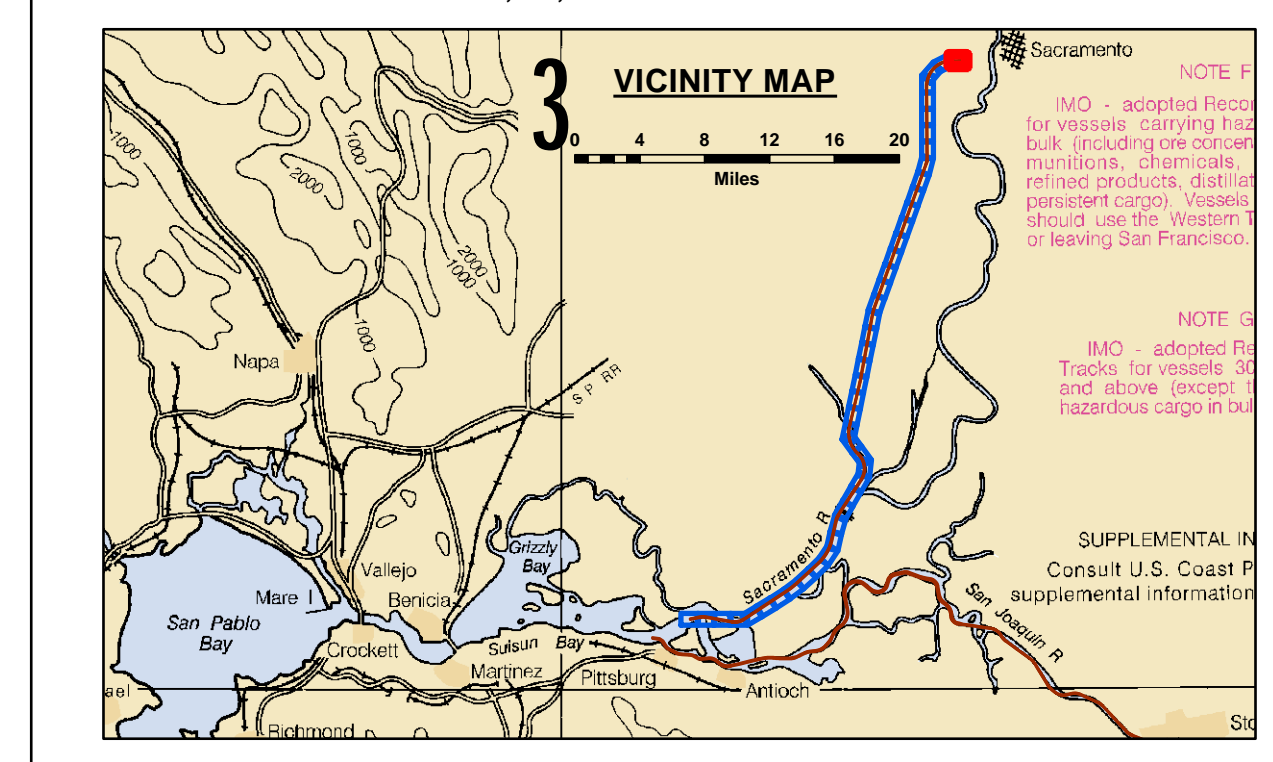 3
VICINITY MAP
0 4 8 12 16 20
Miles
Sacramento
NOTE F
IMO - adopted Recor
for vessels carrying haz
bulk (including ore concen
munitions, chemicals,
refined products, distillat
persistent cargo). Vessels
should use the Western T
or leaving San Francisco.
NOTE G
IMO - adopted Re
Tracks for vessels 30
and above (except t
hazardous cargo in bul
1000
1000
2000
2000
1000
1000
Napa
S P RR
Grizzly
Bay
Sacramento R
SUPPLEMENTAL IN
Consult U.S. Coast P
supplemental information
Vallejo
Mare I
Benicia
San Pablo
Bay
Crockett
Suisun Bay
Martinez
Pittsburg
Antioch
San Joaquin R
ael
Richmond
Sto